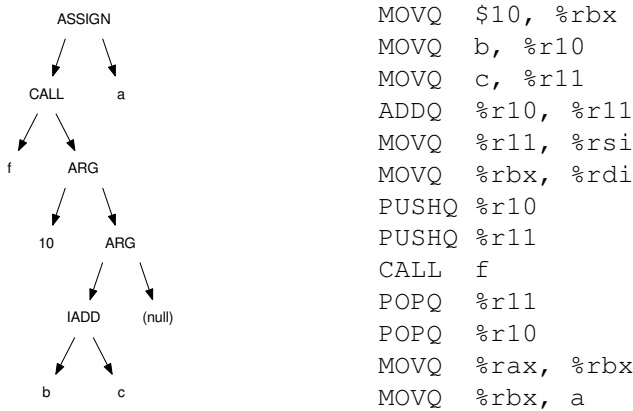 ASSIGN
CALL a
f ARG
10 ARG
IADD (null)
b c
MOVQ $10, %rbx
MOVQ b, %r10
MOVQ c, %r11
ADDQ %r10, %r11
MOVQ %r11, %rsi
MOVQ %rbx, %rdi
PUSHQ %r10
PUSHQ %r11
CALL f
POPQ %r11
POPQ %r10
MOVQ %rax, %rbx
MOVQ %rbx, a